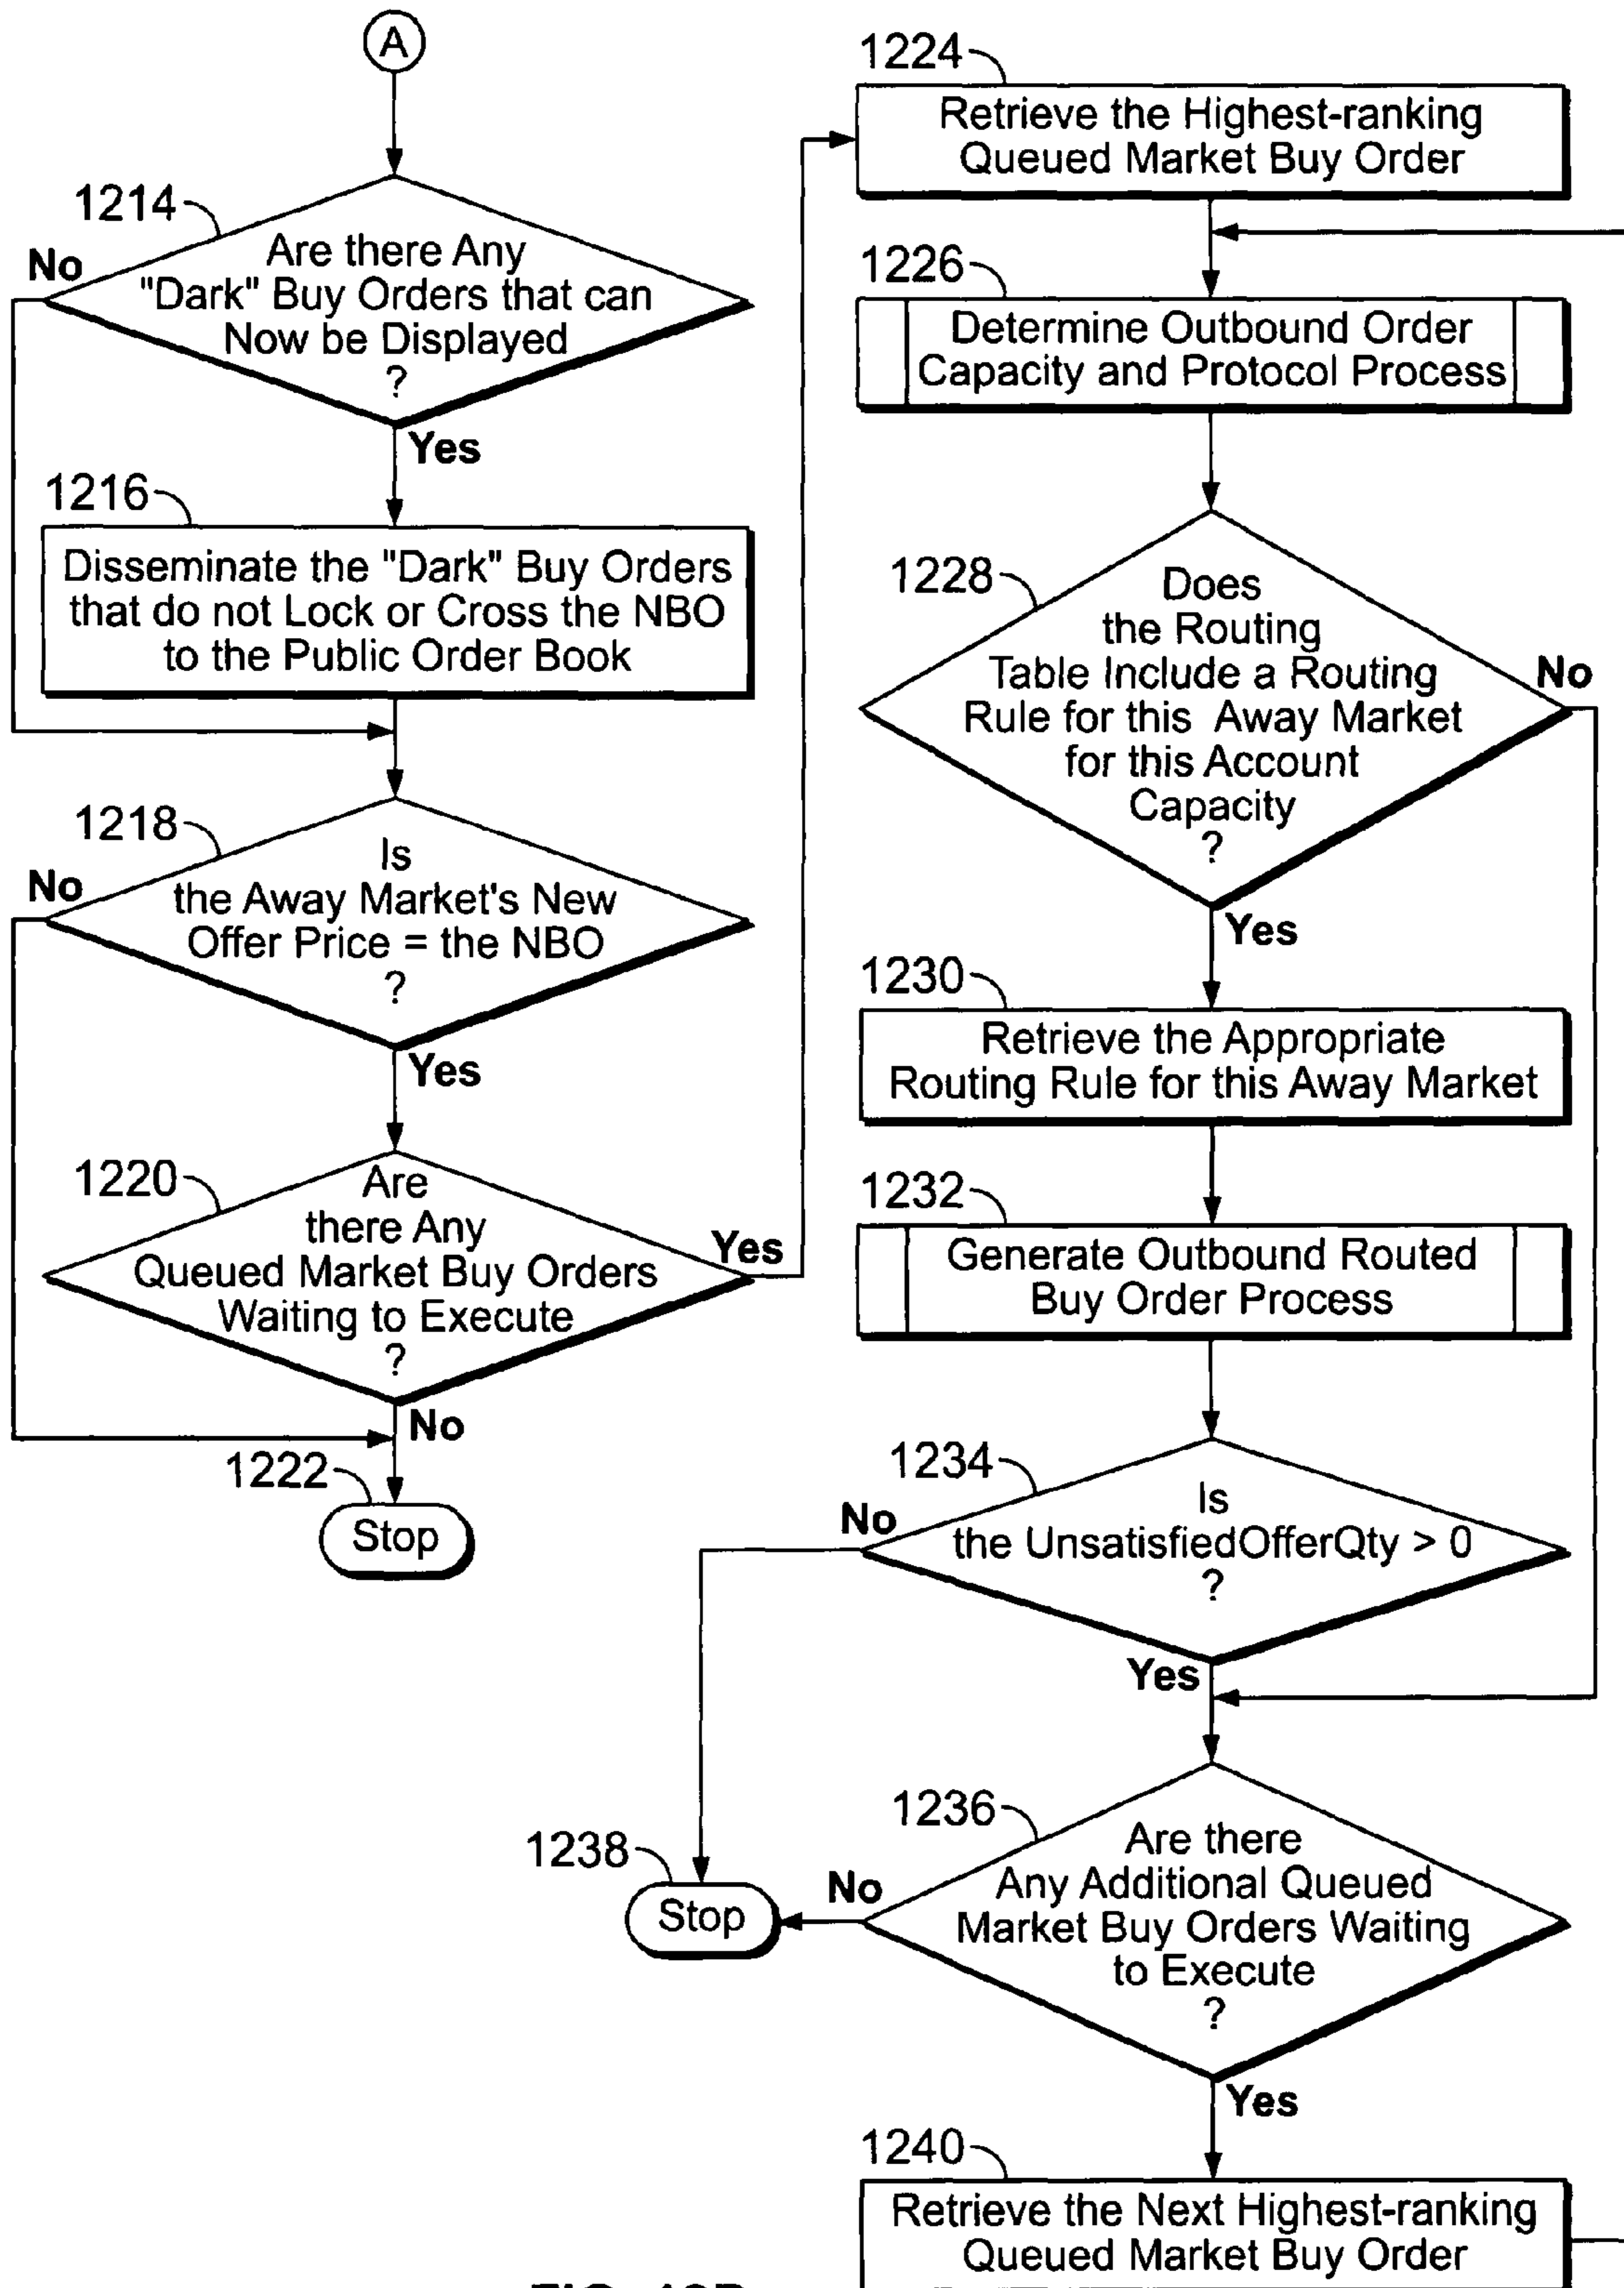 A
1214
No
Are there Any
"Dark" Buy Orders that can
Now be Displayed
?
Yes
1216
Disseminate the "Dark" Buy Orders
that do not Lock or Cross the NBO
to the Public Order Book
1218
No
Is
the Away Market's New
Offer Price = the NBO
?
Yes
1220
Are
there Any
Queued Market Buy Orders
Waiting to Execute
?
Yes
No
1222
Stop
1224
Retrieve the Highest-ranking
Queued Market Buy Order
1226
Determine Outbound Order
Capacity and Protocol Process
1228
Does
the Routing
Table Include a Routing
Rule for this Away Market
for this Account
Capacity
?
No
Yes
1230
Retrieve the Appropriate
Routing Rule for this Away Market
1232
Generate Outbound Routed
Buy Order Process
1234
No
Is
the UnsatisfiedOfferQty > 0
?
Yes
1236
Are there
Any Additional Queued
Market Buy Orders Waiting
to Execute
?
No
1238
Stop
Yes
1240
Retrieve the Next Highest-ranking
Queued Market Buy Order